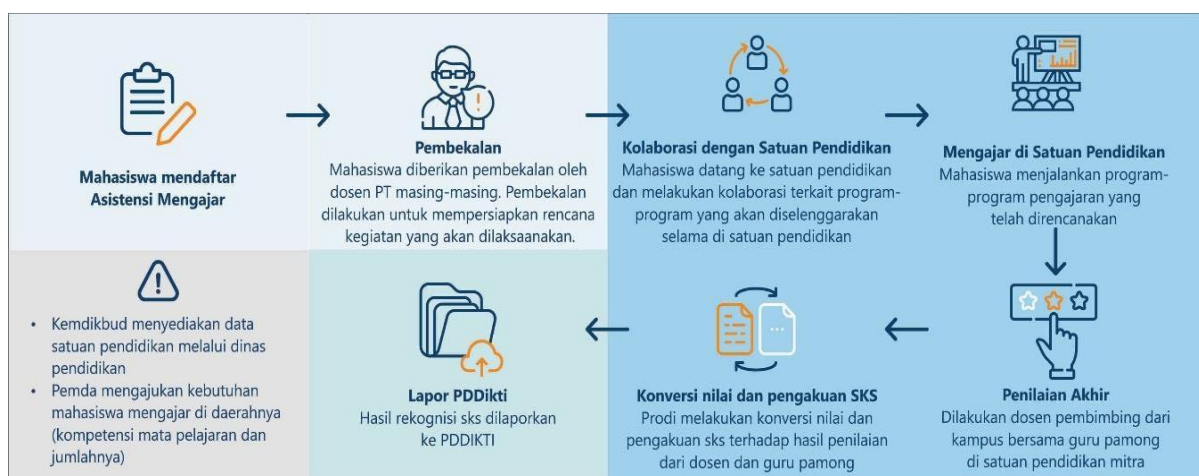 Mahasiswa mendaftar
Asistensi Mengajar
Pembekalan
Mahasiswa diberikan pembekalan oleh
dosen PT masing-masing. Pembekalan
dilakukan untuk mempersiapkan rencana
kegiatan yang akan dilaksaanakan.
Kolaborasi dengan Satuan Pendidikan
Mahasiswa datang ke satuan pendidikan
dan melakukan kolaborasi terkait program-
program yang akan diselenggarakan
selama di satuan pendidikan
Mengajar di Satuan Pendidikan
Mahasiswa menjalankan program-
program pengajaran yang
telah direncanakan
Penilaian Akhir
Dilakukan dosen pembimbing dari
kampus bersama guru pamong
di satuan pendidikan mitra
Konversi nilai dan pengakuan SKS
Prodi melakukan konversi nilai dan
pengakuan sks terhadap hasil penilaian
dari dosen dan guru pamong
Lapor PDDikti
Hasil rekognisi sks dilaporkan
ke PDDIKTI
• Kemdikbud menyediakan data
satuan pendidikan melalui dinas
pendidikan
• Pemda mengajukan kebutuhan
mahasiswa mengajar di daerahnya
(kompetensi mata pelajaran dan
jumlahnya)